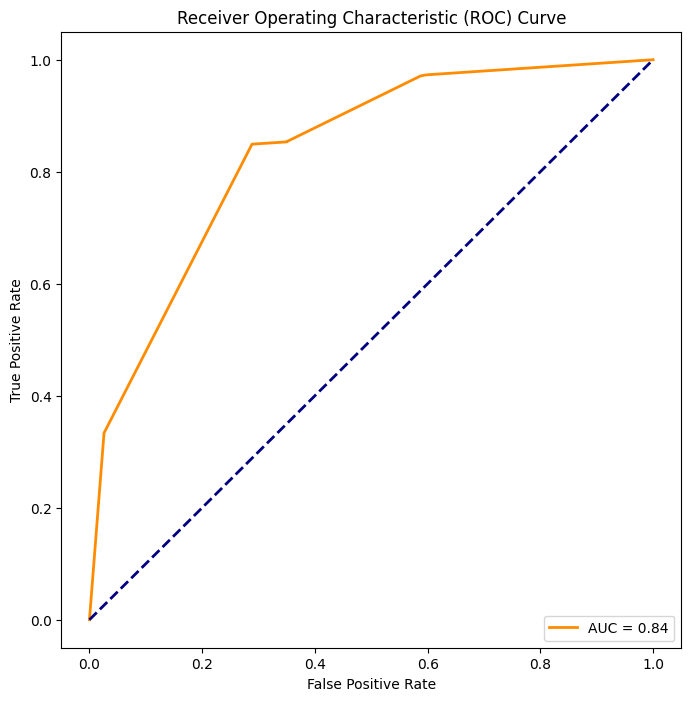 Receiver Operating Characteristic (ROC) Curve
1.0
0.8
0.6
0.4
0.2
0.0
True Positive Rate
AUC = 0.84
0.0 0.2 0.4 0.6 0.8 1.0
False Positive Rate